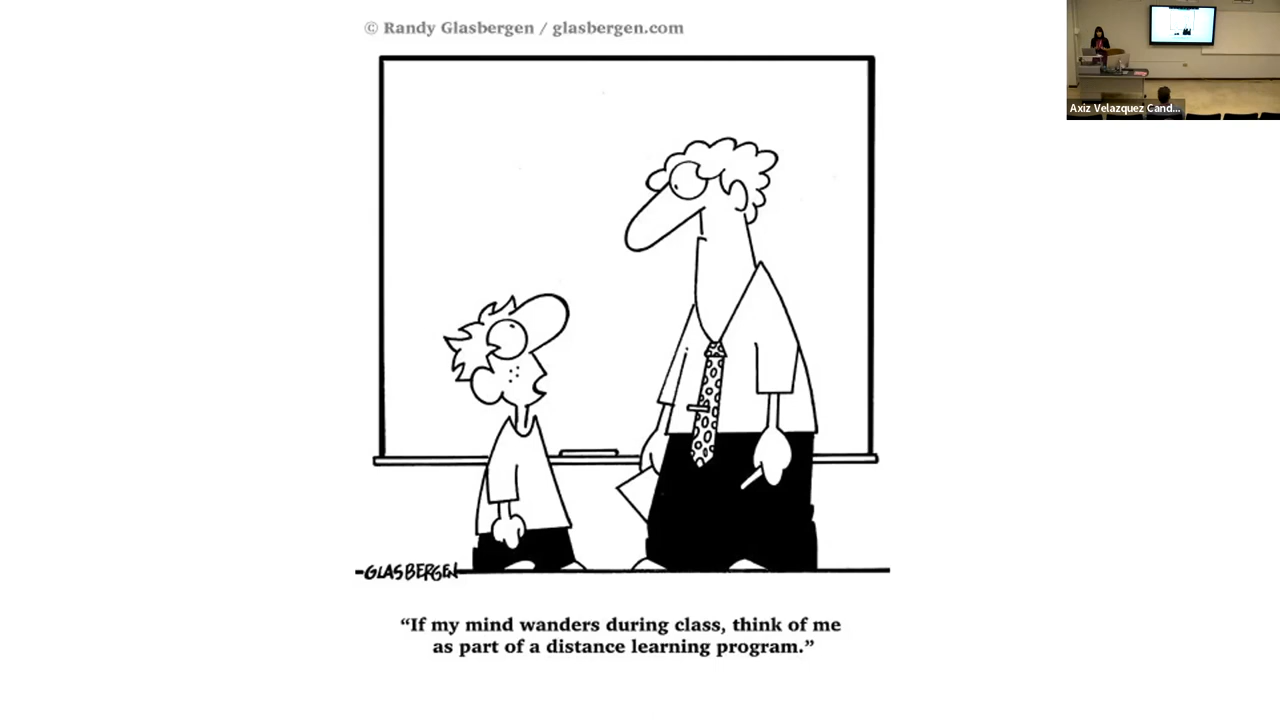 © Randy Glasbergen / glasbergen.com
Axiz Velazquez Cand...
-GLASBERGEN-
“If my mind wanders during class, think of me
as part of a distance learning program.”